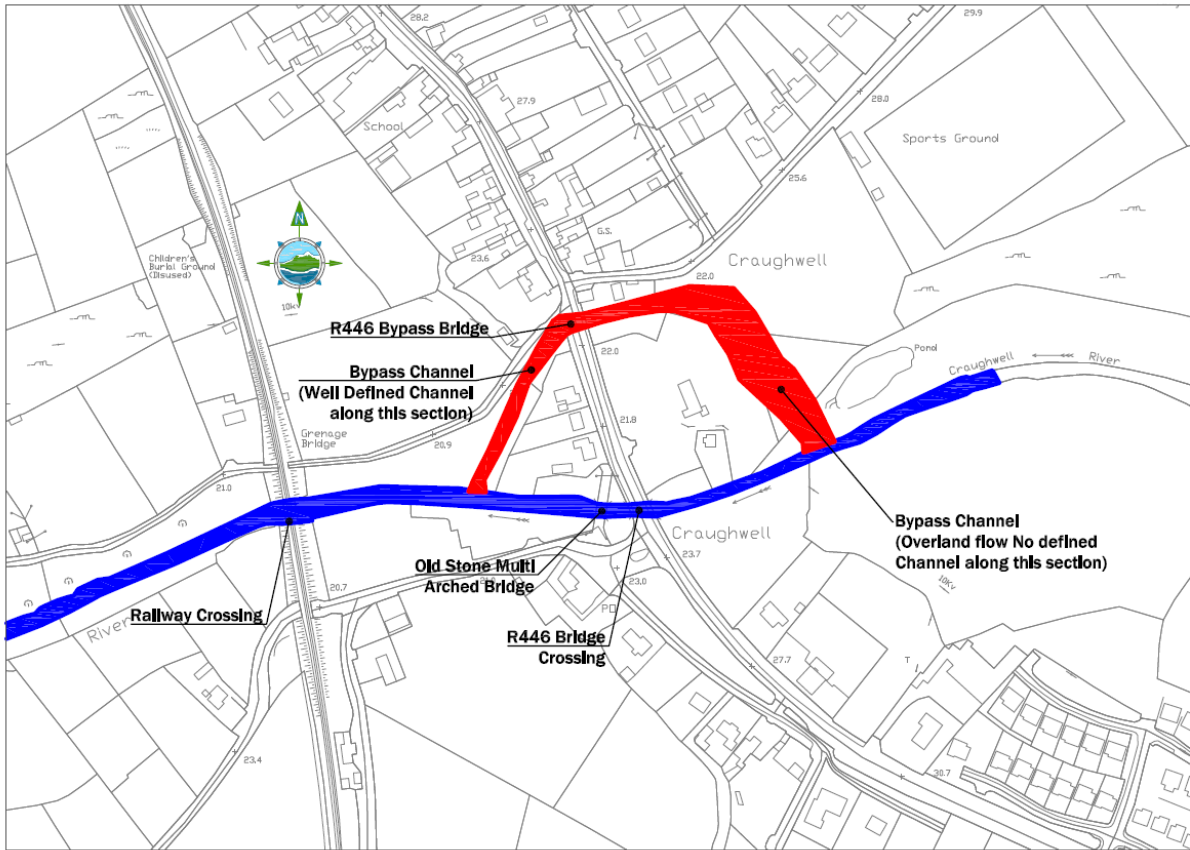 28.2
29.9
27.9
28.0
School
Sports Ground
25.6
G.S.
N
23.6
Children's
Burial Ground
(Disused)
Craughwell
22.0
10kv
R446 Bypass Bridge
22.0
Pond
Craughwell River
Bypass Channel
(Well Defined Channel
along this section)
21.8
Grenage
Bridge
20.9
21.0
Bypass Channel
(Overland flow No defined
Channel along this section)
Craughwell
23.7
Old Stone Multi
Arched Bridge
23.0
10Kv
20.7
Railway Crossing
River
PD
R446 Bridge
Crossing
27.7
T
23.4
30.7